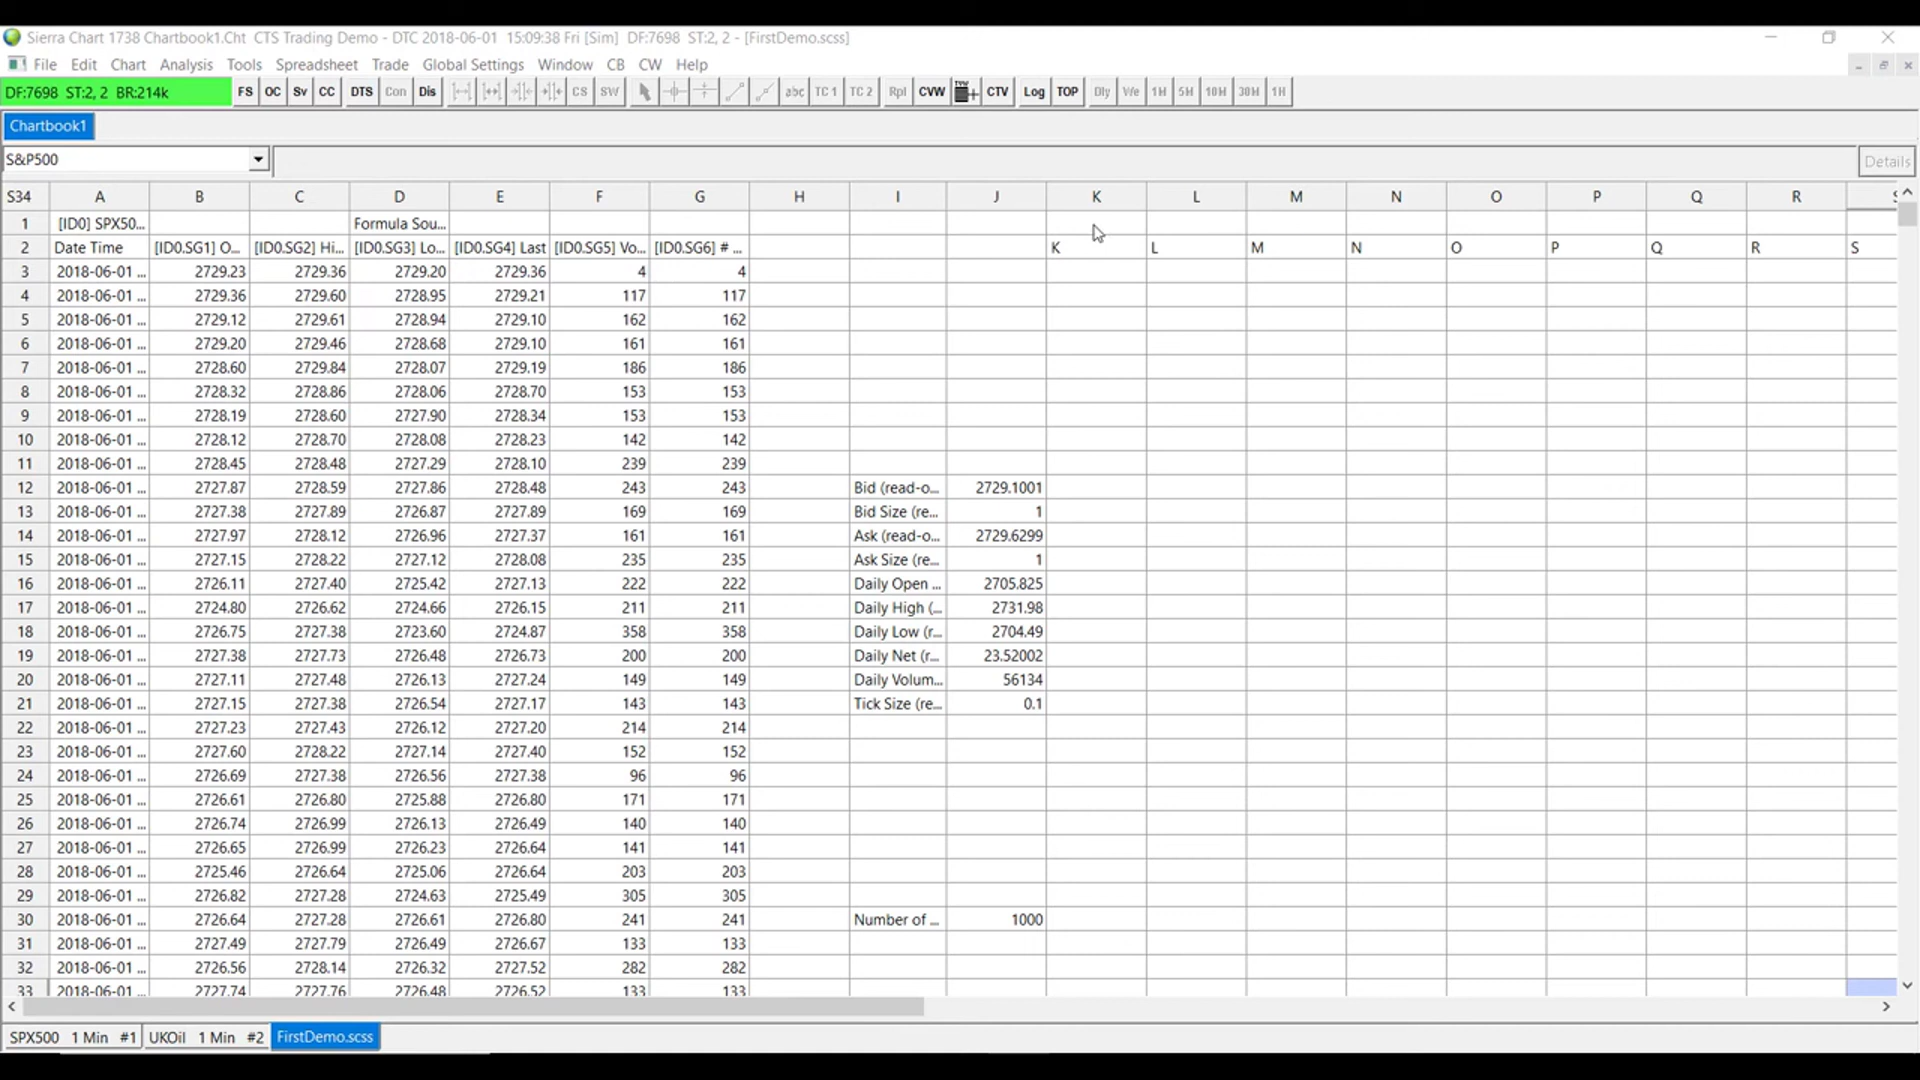 Sierra Chart 1738 Chartbook1.Cht CTS Trading Demo - DTC 2018-06-01 15:09:38 Fri [Sim] DF:7698 ST:2, 2 - [FirstDemo.scss]
File Edit Chart Analysis Tools Spreadsheet Trade Global Settings Window CB CW Help
DF:7698 ST:2, 2 BR:214k FS OC Sv CC DTS Con Dis CS SW abc TC 1 TC 2 Rpl CVW CTV Log TOP Dly We 1H 5H 10H 30H 1H
Chartbook1
S&P500 Details
S34 A B C D E F G H I J K L M N O P Q R S
1 [ID0] SPX50... Formula Sou...
2 Date Time [ID0.SG1] O... [ID0.SG2] Hi... [ID0.SG3] Lo... [ID0.SG4] Last [ID0.SG5] Vo... [ID0.SG6] # ... K L M N O P Q R S
3 2018-06-01 ... 2729.23 2729.36 2729.20 2729.36 4 4
4 2018-06-01 ... 2729.36 2729.60 2728.95 2729.21 117 117
5 2018-06-01 ... 2729.12 2729.61 2728.94 2729.10 162 162
6 2018-06-01 ... 2729.20 2729.46 2728.68 2729.10 161 161
7 2018-06-01 ... 2728.60 2729.84 2728.07 2729.19 186 186
8 2018-06-01 ... 2728.32 2728.86 2728.06 2728.70 153 153
9 2018-06-01 ... 2728.19 2728.60 2727.90 2728.34 153 153
10 2018-06-01 ... 2728.12 2728.70 2728.08 2728.23 142 142
11 2018-06-01 ... 2728.45 2728.48 2727.29 2728.10 239 239
12 2018-06-01 ... 2727.87 2728.59 2727.86 2728.48 243 243 Bid (read-o... 2729.1001
13 2018-06-01 ... 2727.38 2727.89 2726.87 2727.89 169 169 Bid Size (re... 1
14 2018-06-01 ... 2727.97 2728.12 2726.96 2727.37 161 161 Ask (read-o... 2729.6299
15 2018-06-01 ... 2727.15 2728.22 2727.12 2728.08 235 235 Ask Size (re... 1
16 2018-06-01 ... 2726.11 2727.40 2725.42 2727.13 222 222 Daily Open ... 2705.825
17 2018-06-01 ... 2724.80 2726.62 2724.66 2726.15 211 211 Daily High (... 2731.98
18 2018-06-01 ... 2726.75 2727.38 2723.60 2724.87 358 358 Daily Low (r... 2704.49
19 2018-06-01 ... 2727.38 2727.73 2726.48 2726.73 200 200 Daily Net (r... 23.52002
20 2018-06-01 ... 2727.11 2727.48 2726.13 2727.24 149 149 Daily Volum... 56134
21 2018-06-01 ... 2727.15 2727.38 2726.54 2727.17 143 143 Tick Size (re... 0.1
22 2018-06-01 ... 2727.23 2727.43 2726.12 2727.20 214 214
23 2018-06-01 ... 2727.60 2728.22 2727.14 2727.40 152 152
24 2018-06-01 ... 2726.69 2727.38 2726.56 2727.38 96 96
25 2018-06-01 ... 2726.61 2726.80 2725.88 2726.80 171 171
26 2018-06-01 ... 2726.74 2726.99 2726.13 2726.49 140 140
27 2018-06-01 ... 2726.65 2726.99 2726.23 2726.64 141 141
28 2018-06-01 ... 2725.46 2726.64 2725.06 2726.64 203 203
29 2018-06-01 ... 2726.82 2727.28 2724.63 2725.49 305 305
30 2018-06-01 ... 2726.64 2727.28 2726.61 2726.80 241 241 Number of ... 1000
31 2018-06-01 ... 2727.49 2727.79 2726.49 2726.67 133 133
32 2018-06-01 ... 2726.56 2728.14 2726.32 2727.52 282 282
33 2018-06-01 ... 2727.74 2727.76 2726.48 2726.52 133 133
SPX500 1 Min #1 UKOil 1 Min #2 FirstDemo.scss